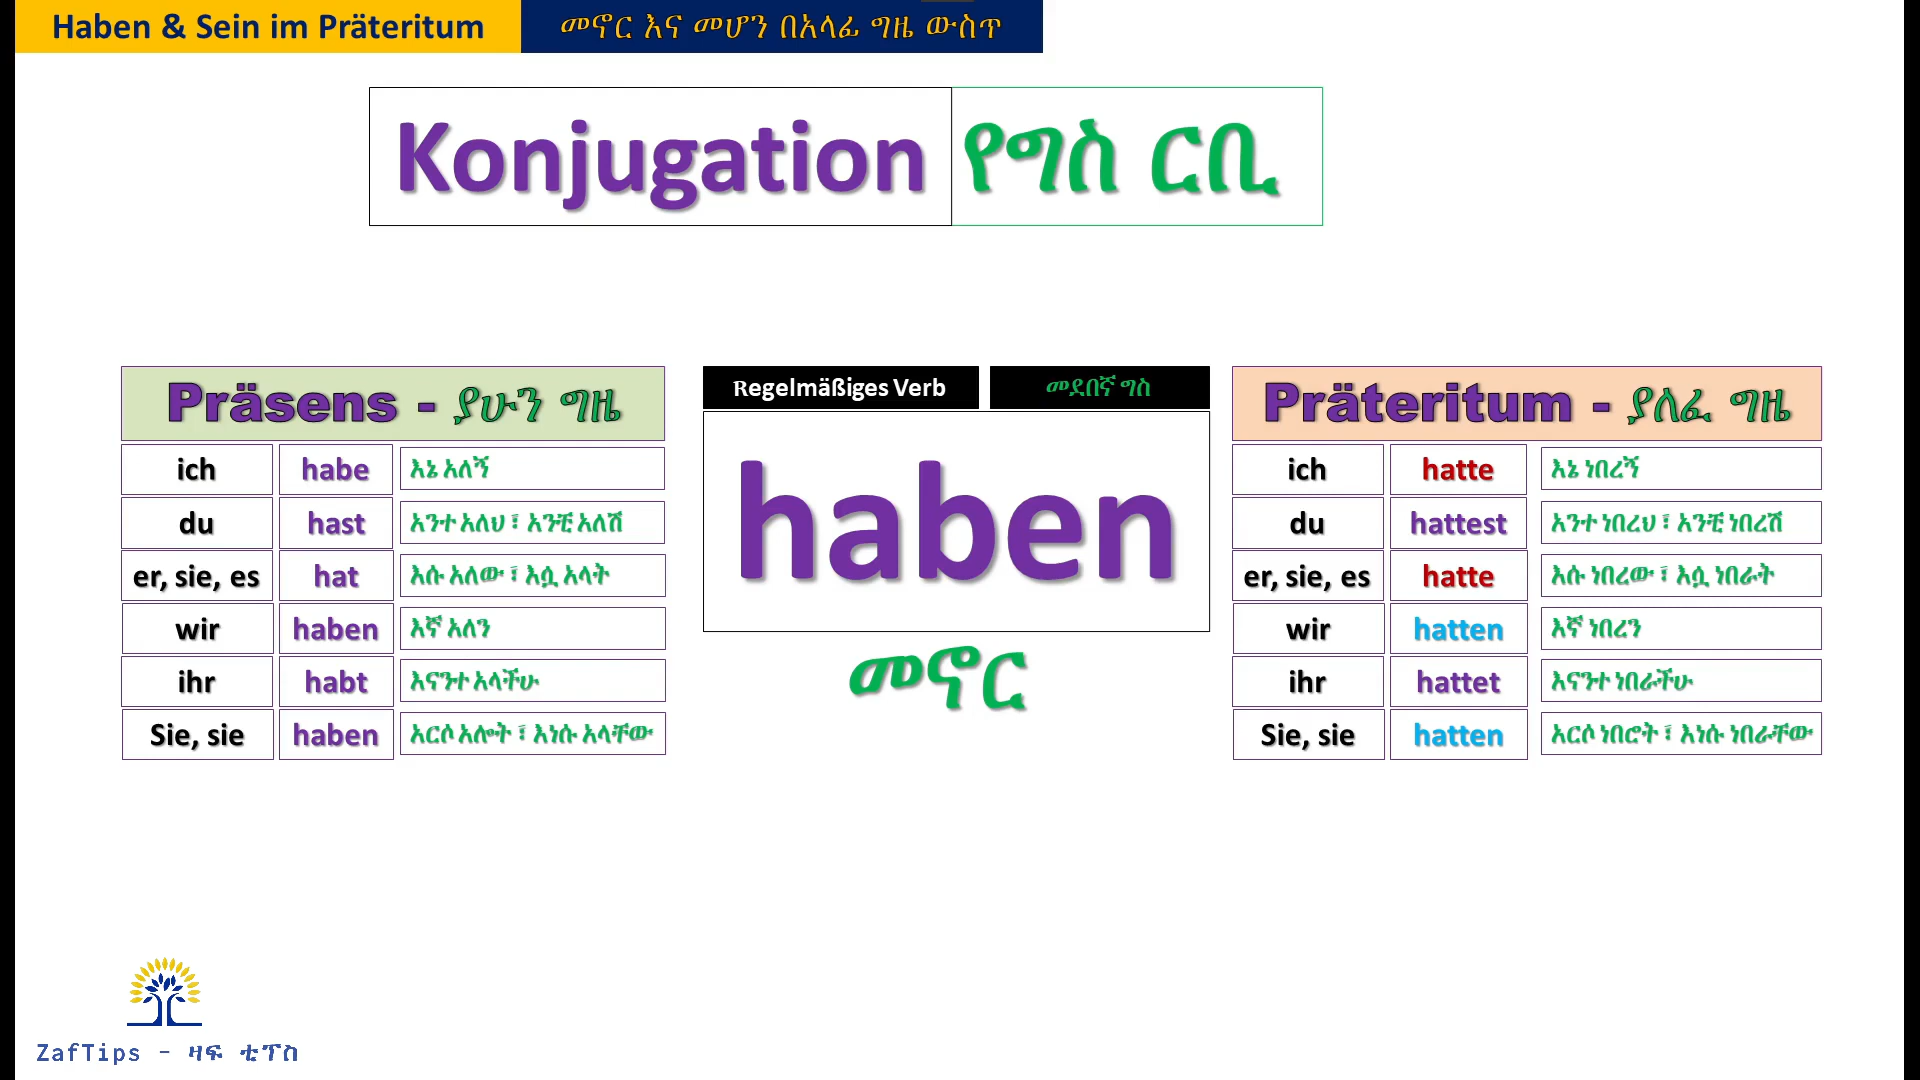 Haben & Sein im Präteritum መኖር እና መሆን በአላፊ ግዜ ውስጥ
Konjugation የግስ ርቢ
Präsens - ያሁን ግዜ
ich habe እኔ አለኝ
du hast አንተ አለህ ፣ አንቺ አለሽ
er, sie, es hat እሱ አለው ፣ እሷ አላት
wir haben እኛ አለን
ihr habt እናንተ አላችሁ
Sie, sie haben እርሶ አሎት ፣ እነሱ አላቸው
Regelmäßiges Verb መደበኛ ግስ
haben
መኖር
Präteritum - ያለፈ ግዜ
ich hatte እኔ ነበረኝ
du hattest አንተ ነበረህ ፣ አንቺ ነበረሽ
er, sie, es hatte እሱ ነበረው ፣ እሷ ነበራት
wir hatten እኛ ነበረን
ihr hattet እናንተ ነበራችሁ
Sie, sie hatten እርሶ ነበሮት ፣ እነሱ ነበራቸው
ZafTips - ዛፍ ቲፕስ